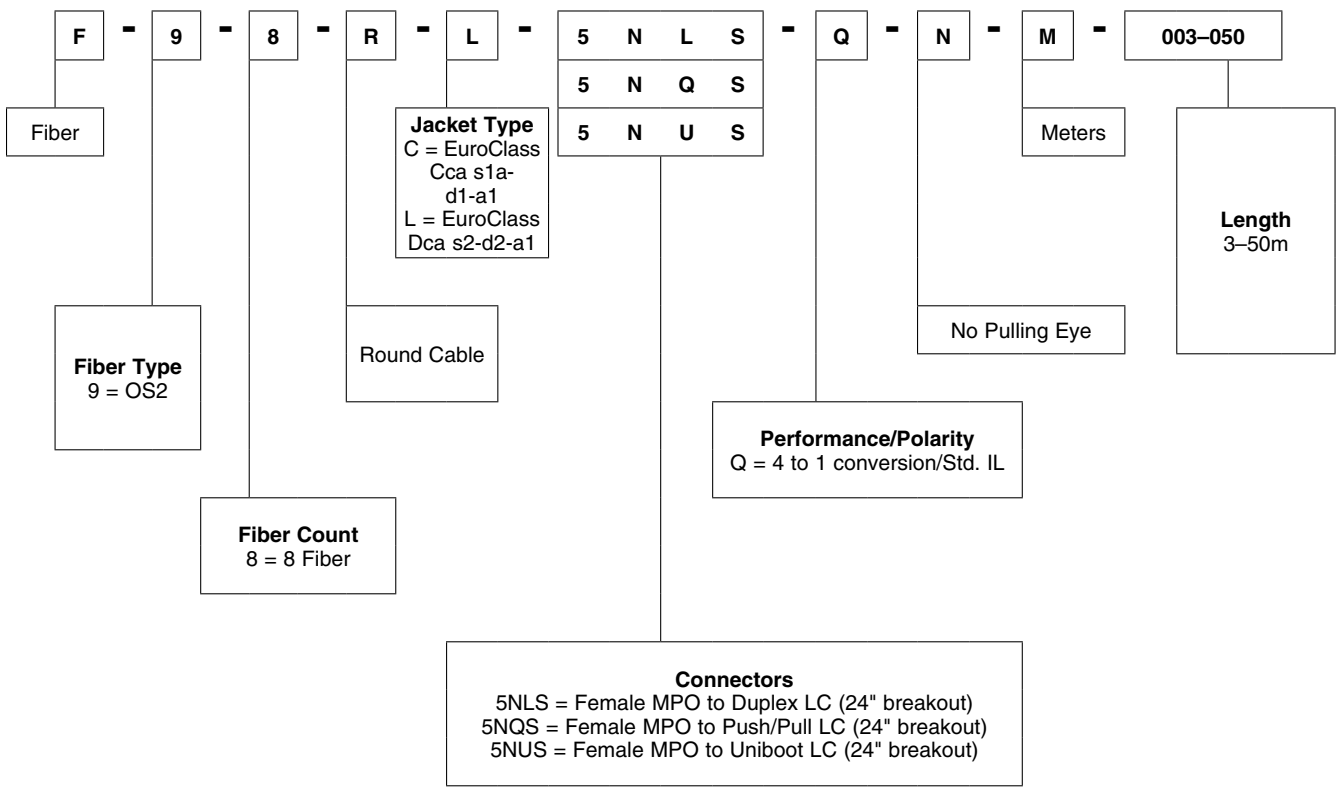 F - 9 - 8 - R - L - 5 N L S - Q - N - M - 003–050
5 N Q S
5 N U S
Fiber
Jacket Type
C = EuroClass
Cca s1a-
d1-a1
L = EuroClass
Dca s2-d2-a1
Meters
Length
3–50m
Fiber Type
9 = OS2
Round Cable
No Pulling Eye
Performance/Polarity
Q = 4 to 1 conversion/Std. IL
Fiber Count
8 = 8 Fiber
Connectors
5NLS = Female MPO to Duplex LC (24" breakout)
5NQS = Female MPO to Push/Pull LC (24" breakout)
5NUS = Female MPO to Uniboot LC (24" breakout)